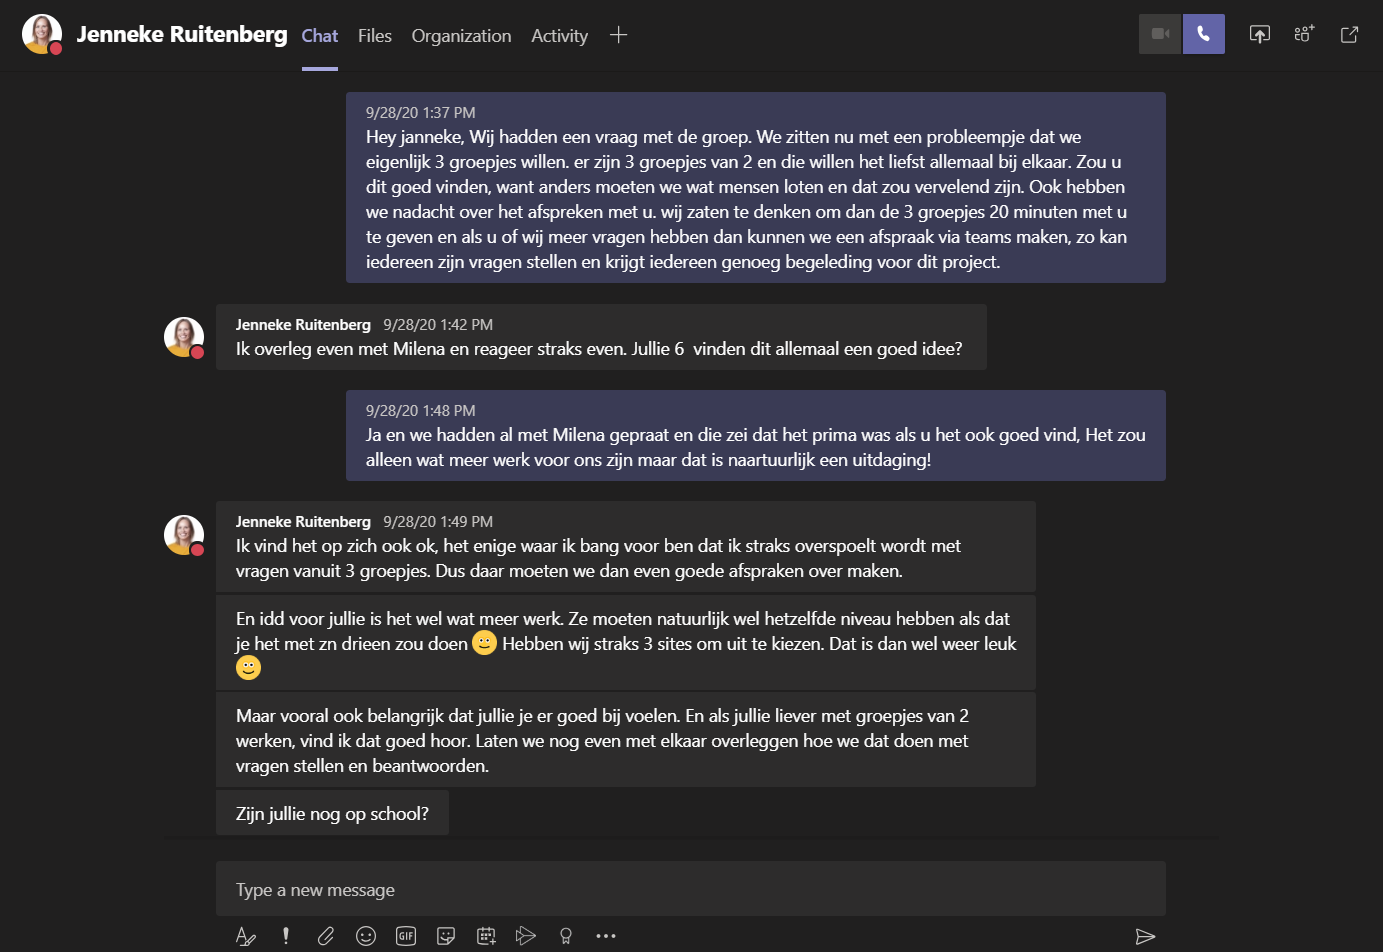 Jenneke Ruitenberg Chat Files Organization Activity
9/28/20 1:37 PM
Hey janneke, Wij hadden een vraag met de groep. We zitten nu met een probleempje dat we
eigenlijk 3 groepjes willen. er zijn 3 groepjes van 2 en die willen het liefst allemaal bij elkaar. Zou u
dit goed vinden, want anders moeten we wat mensen loten en dat zou vervelend zijn. Ook hebben
we nadacht over het afspreken met u. wij zaten te denken om dan de 3 groepjes 20 minuten met u
te geven en als u of wij meer vragen hebben dan kunnen we een afspraak via teams maken, zo kan
iedereen zijn vragen stellen en krijgt iedereen genoeg begeleding voor dit project.
Jenneke Ruitenberg 9/28/20 1:42 PM
Ik overleg even met Milena en reageer straks even. Jullie 6 vinden dit allemaal een goed idee?
9/28/20 1:48 PM
Ja en we hadden al met Milena gepraat en die zei dat het prima was als u het ook goed vind, Het zou
alleen wat meer werk voor ons zijn maar dat is naartuurlijk een uitdaging!
Jenneke Ruitenberg 9/28/20 1:49 PM
Ik vind het op zich ook ok, het enige waar ik bang voor ben dat ik straks overspoelt wordt met
vragen vanuit 3 groepjes. Dus daar moeten we dan even goede afspraken over maken.
En idd voor jullie is het wel wat meer werk. Ze moeten natuurlijk wel hetzelfde niveau hebben als dat
je het met zn drieen zou doen 🙂 Hebben wij straks 3 sites om uit te kiezen. Dat is dan wel weer leuk
🙂
Maar vooral ook belangrijk dat jullie je er goed bij voelen. En als jullie liever met groepjes van 2
werken, vind ik dat goed hoor. Laten we nog even met elkaar overleggen hoe we dat doen met
vragen stellen en beantwoorden.
Zijn jullie nog op school?
Type a new message
GIF